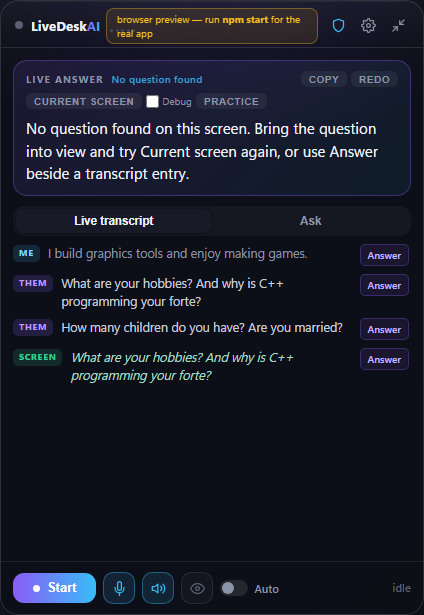 LiveDeskAI
browser preview — run npm start for the
real app
LIVE ANSWER No question found COPY REDO
CURRENT SCREEN Debug PRACTICE
No question found on this screen. Bring the question
into view and try Current screen again, or use Answer
beside a transcript entry.
Live transcript Ask
ME I build graphics tools and enjoy making games. Answer
THEM What are your hobbies? And why is C++ Answer
programming your forte?
THEM How many children do you have? Are you married? Answer
SCREEN What are your hobbies? And why is C++ Answer
programming your forte?
Start Auto idle